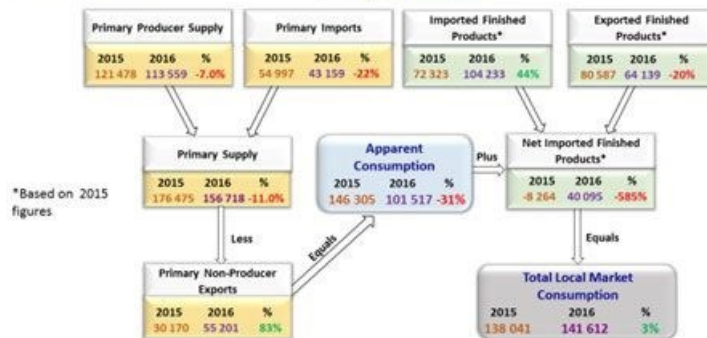 Primary Producer Supply
2015 2016 %
121 478 113 559 -7.0%
Primary Imports
2015 2016 %
54 997 43 159 -22%
Imported Finished
Products*
2015 2016 %
72 323 104 233 44%
Exported Finished
Products*
2015 2016 %
80 587 64 139 -20%
Primary Supply
2015 2016 %
176 475 156 718 -11.0%
Apparent
Consumption
2015 2016 %
146 305 101 517 -31%
Plus
Net Imported Finished
Products*
2015 2016 %
-8 264 40 095 -585%
*Based on 2015
figures
Less
Equals
Equals
Primary Non-Producer
Exports
2015 2016 %
30 170 55 201 83%
Total Local Market
Consumption
2015 2016 %
138 041 141 612 3%